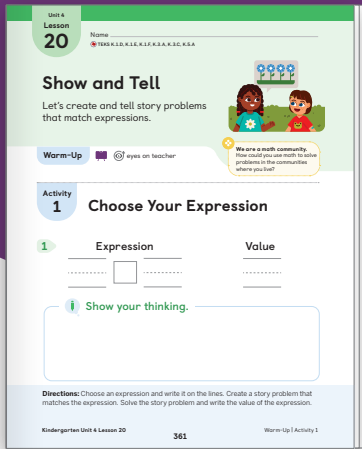 Unit 4
Lesson
20
Name
TEKS K.1.D, K.1.E, K.1.F, K.3.A, K.3.C, K.5.A
Show and Tell
Let's create and tell story problems
that match expressions.
Warm-Up
eyes on teacher
We are a math community.
How could you use math to solve
problems in the communities
where you live?
Activity
1
Choose Your Expression
1
Expression
Value
Show your thinking.
Directions: Choose an expression and write it on the lines. Create a story problem that
matches the expression. Solve the story problem and write the value of the expression.
Kindergarten Unit 4 Lesson 20
361
Warm-Up | Activity 1